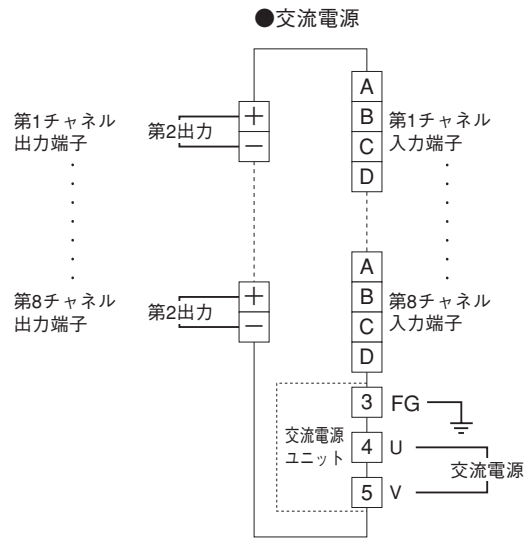 ●交流電源
第1チャネル
出力端子
第2出力
+
−
A
B
C
D
第1チャネル
入力端子
第8チャネル
出力端子
第2出力
+
−
A
B
C
D
第8チャネル
入力端子
交流電源
ユニット
3 FG
4 U
5 V
交流電源